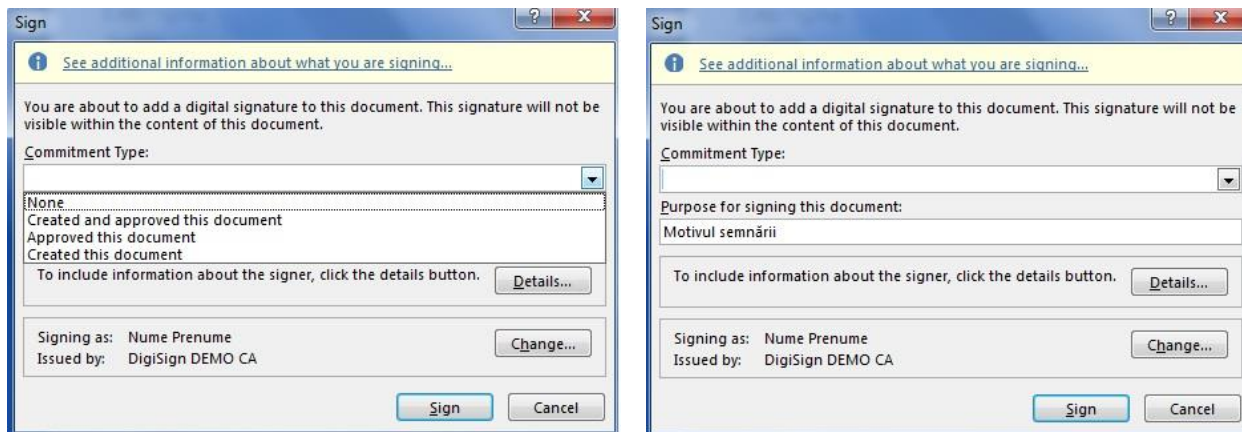 Sign
See additional information about what you are signing...
You are about to add a digital signature to this document. This signature will not be
visible within the content of this document.
Commitment Type:
None
Created and approved this document
Approved this document
Created this document
To include information about the signer, click the details button.
Details...
Signing as: Nume Prenume
Issued by: DigiSign DEMO CA
Change...
Sign
Cancel
Sign
See additional information about what you are signing...
You are about to add a digital signature to this document. This signature will not be
visible within the content of this document.
Commitment Type:
Purpose for signing this document:
Motivul semnării
To include information about the signer, click the details button.
Details...
Signing as: Nume Prenume
Issued by: DigiSign DEMO CA
Change...
Sign
Cancel